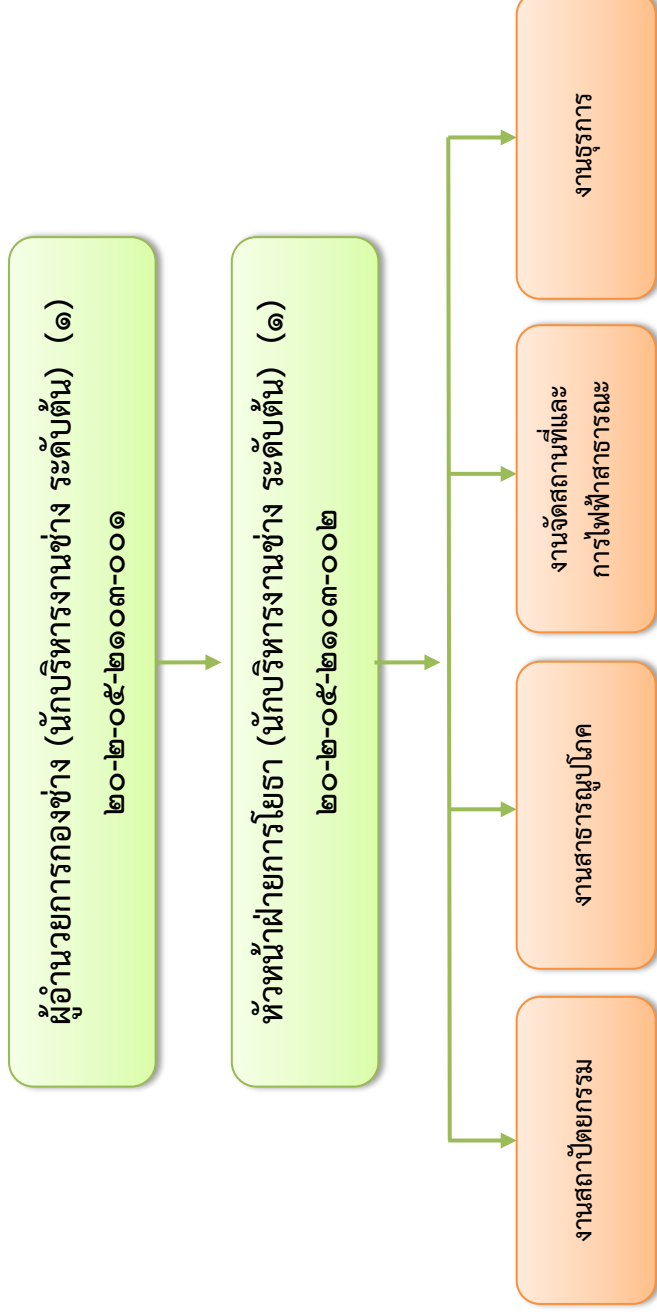 ผู้อำนวยการกองช่าง (นักบริหารงานช่าง ระดับต้น) (๑)
๒๐-๒-๐๕-๒๑๐๓-๐๐๑
หัวหน้าฝ่ายการโยธา (นักบริหารงานช่าง ระดับต้น) (๑)
๒๐-๒-๐๕-๒๑๐๓-๐๐๒
งานสถาปัตยกรรม
งานสาธารณูปโภค
งานจัดสถานที่และ
การไฟฟ้าสาธารณะ
งานธุรการ